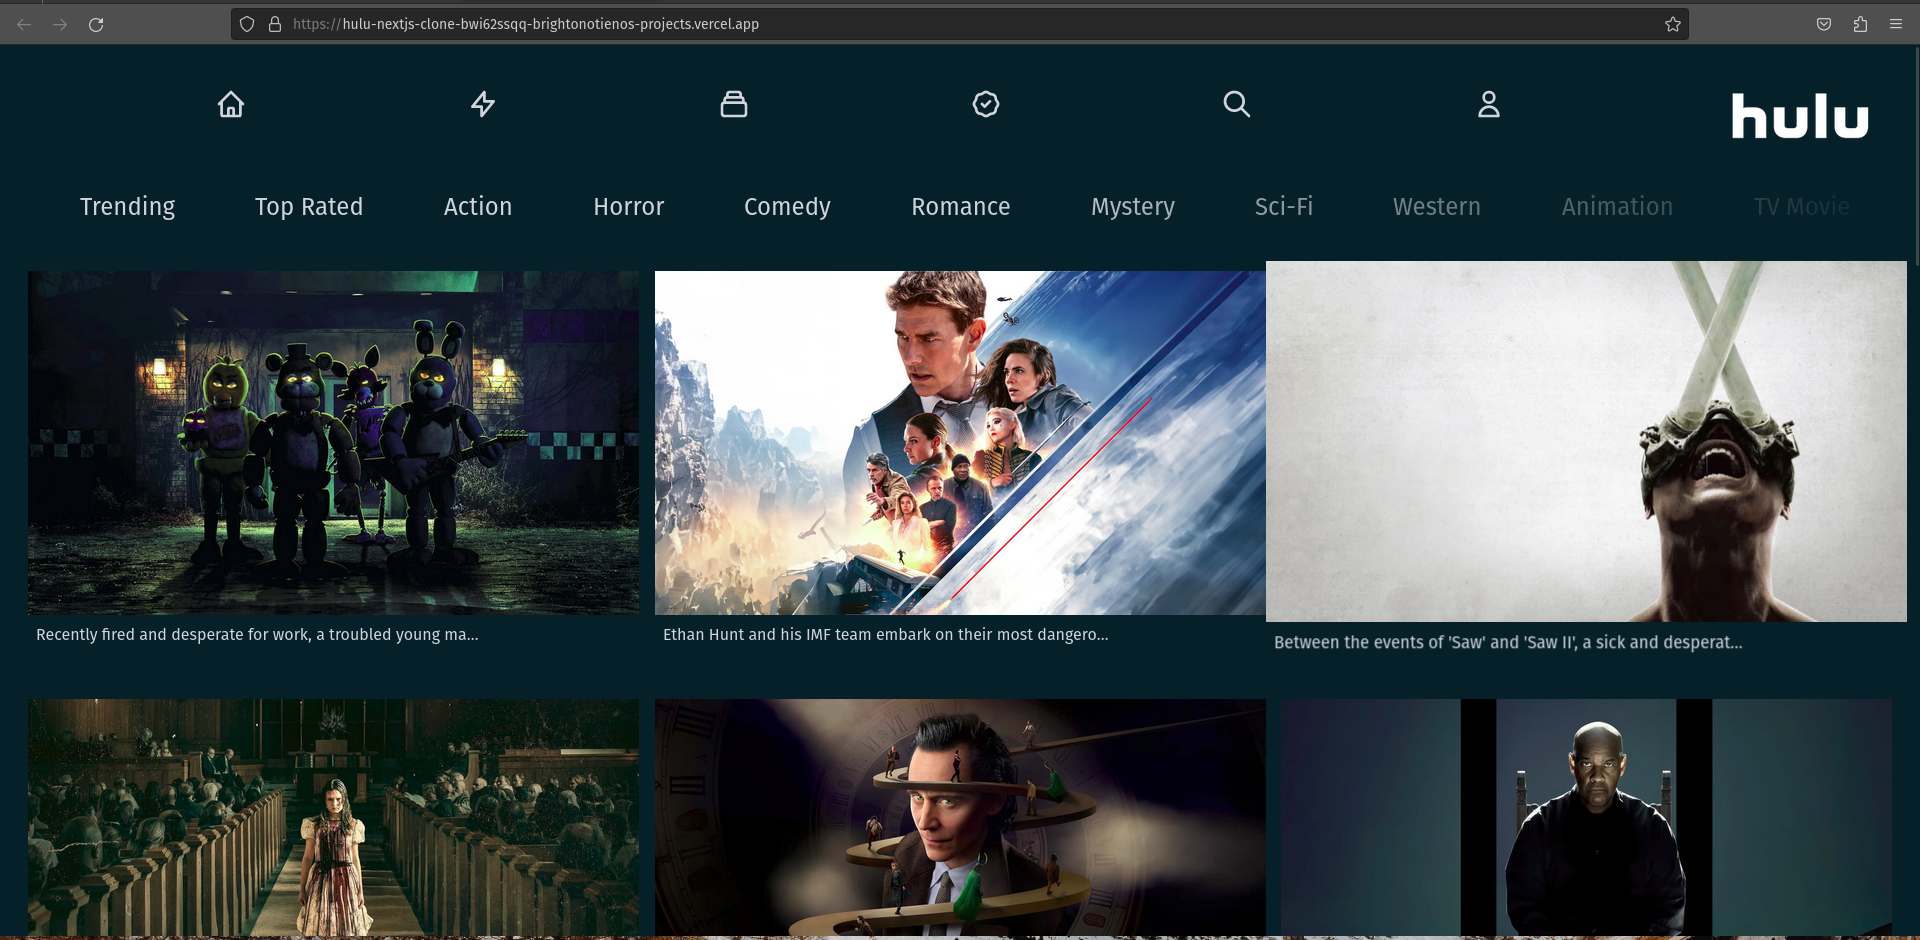 https://hulu-nextjs-clone-bwi62ssqq-brightonotienos-projects.vercel.app
hulu
Trending Top Rated Action Horror Comedy Romance Mystery Sci-Fi Western Animation TV Movie
Recently fired and desperate for work, a troubled young ma...
Ethan Hunt and his IMF team embark on their most dangero...
Between the events of 'Saw' and 'Saw II', a sick and desperat...